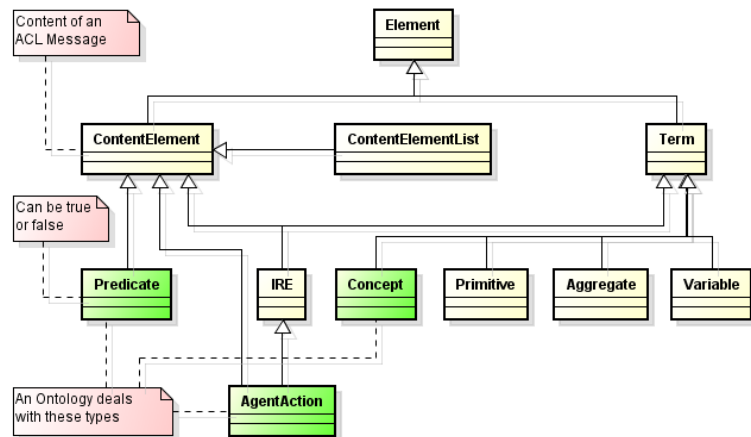 Content of an
ACL Message
Element
ContentElement
ContentElementList
Term
Can be true
or false
Predicate
IRE
Concept
Primitive
Aggregate
Variable
An Ontology deals
with these types
AgentAction